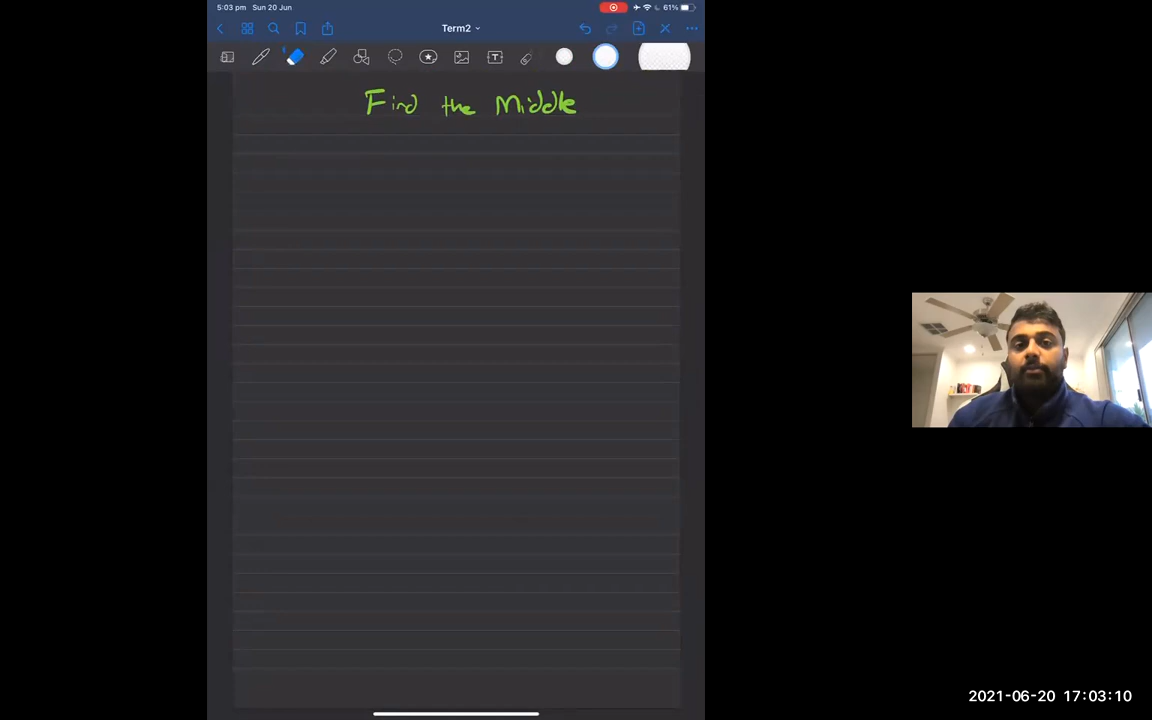 5:03 pm Sun 20 Jun
61%
Term2
Find the Middle
2021-06-20 17:03:10